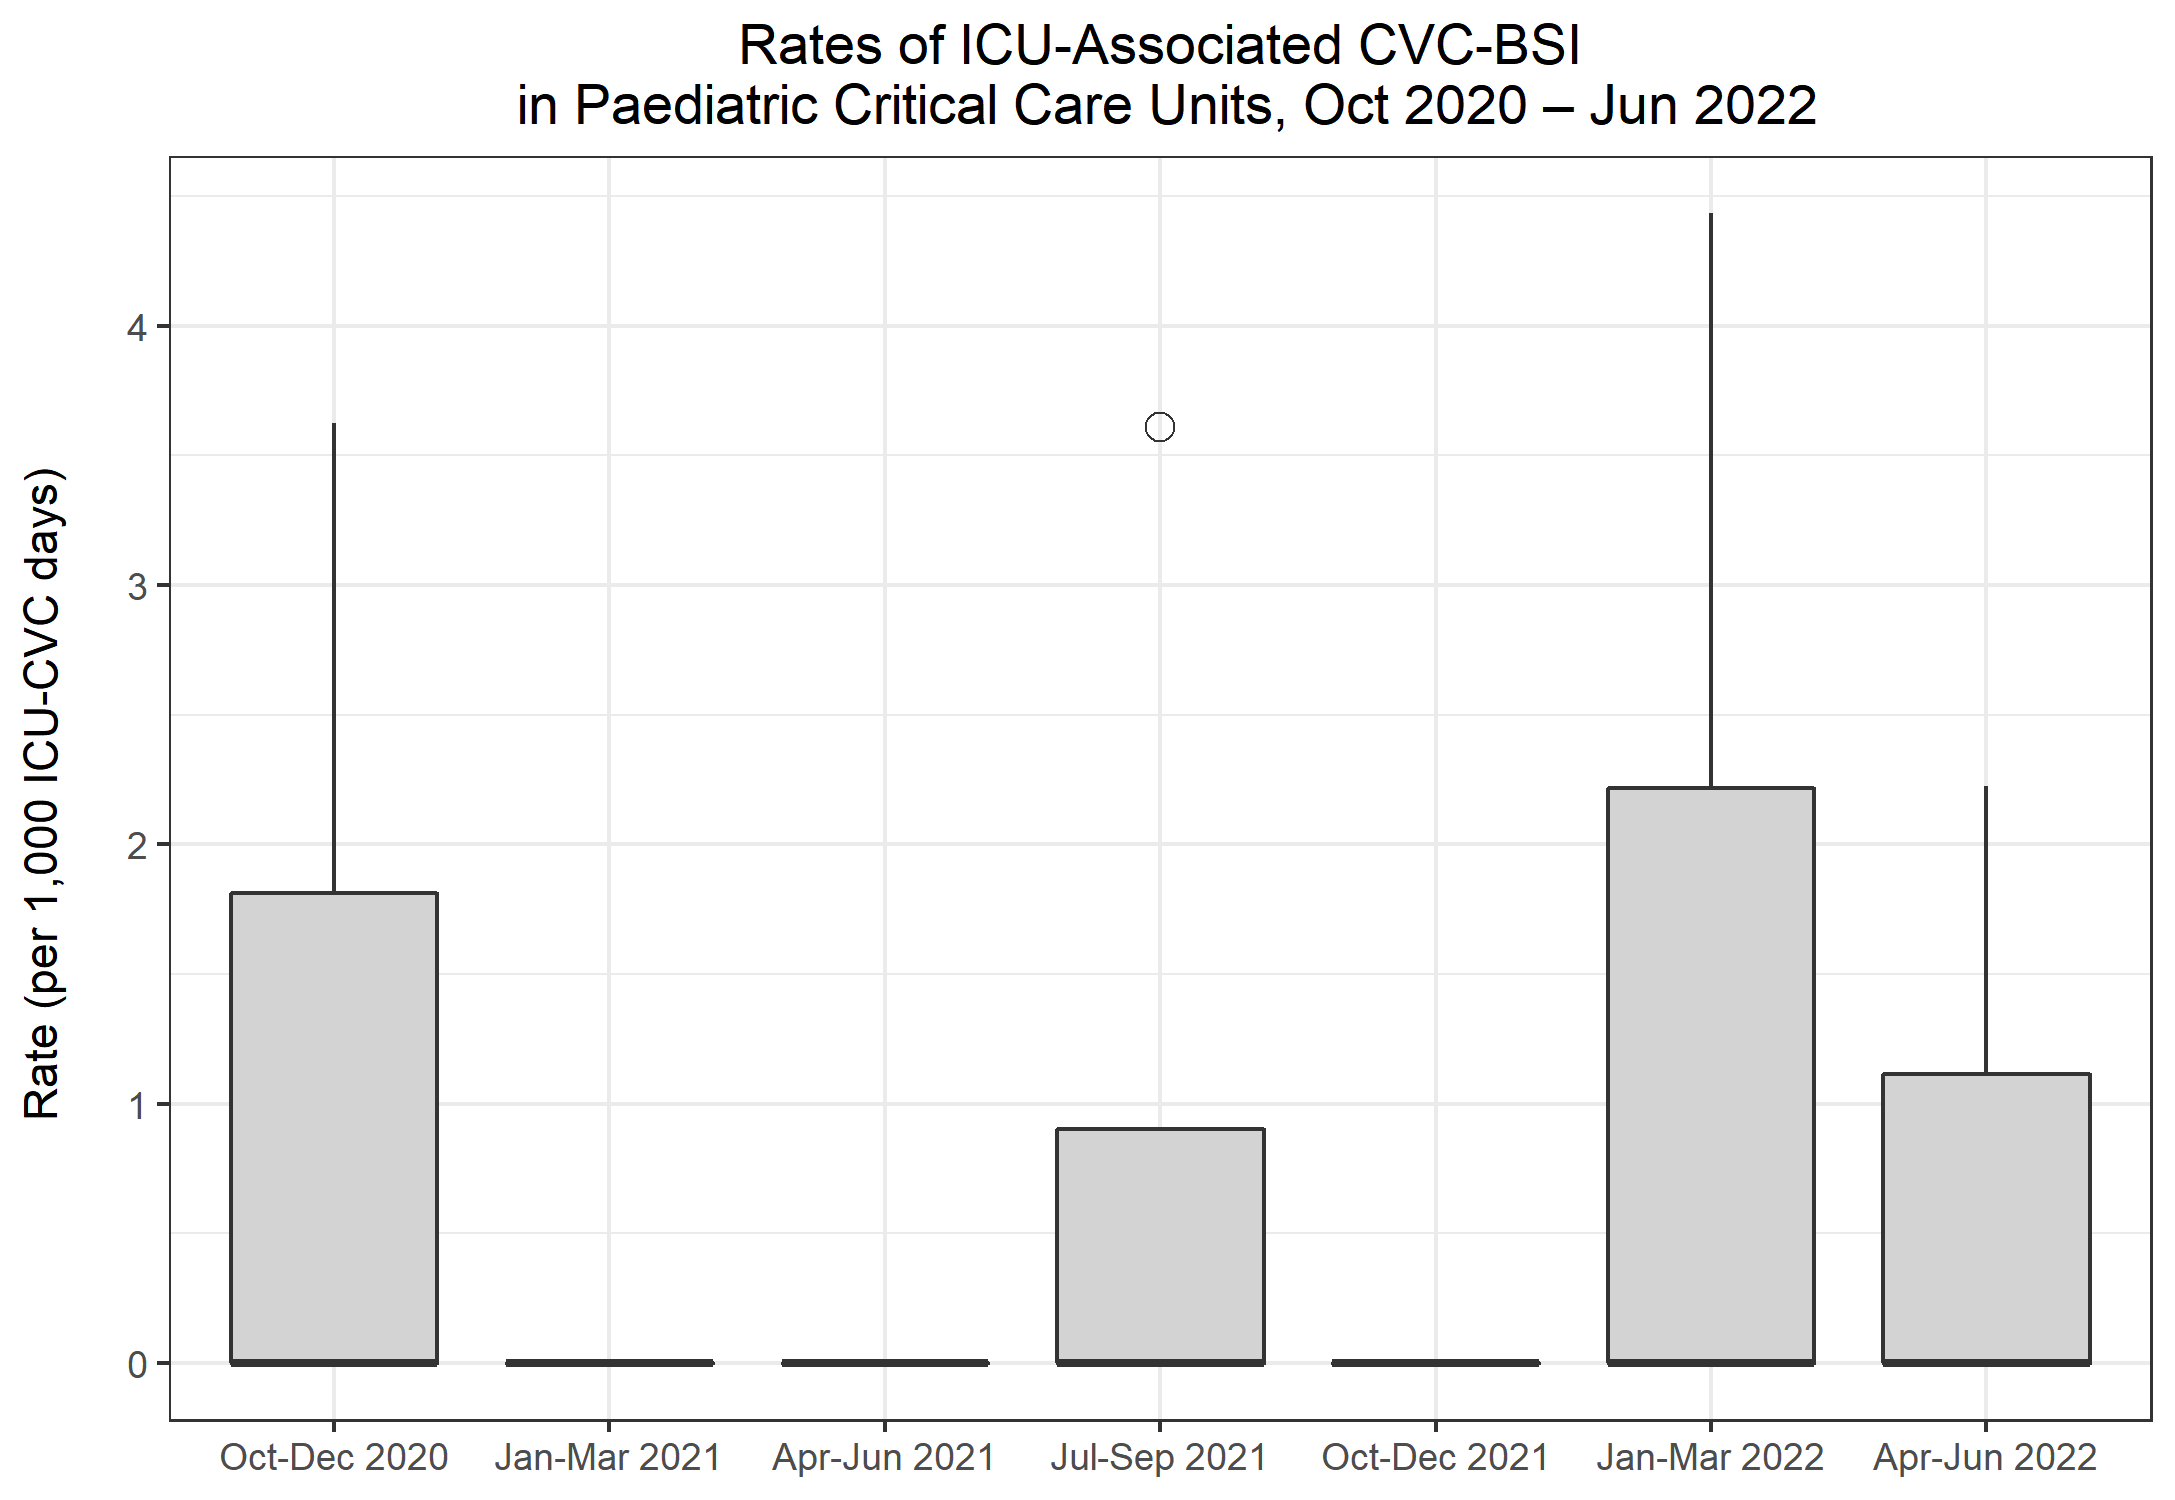 Rates of ICU-Associated CVC-BSI
in Paediatric Critical Care Units, Oct 2020 – Jun 2022
Rate (per 1,000 ICU-CVC days)
4
3
2
1
0
Oct-Dec 2020 Jan-Mar 2021 Apr-Jun 2021 Jul-Sep 2021 Oct-Dec 2021 Jan-Mar 2022 Apr-Jun 2022